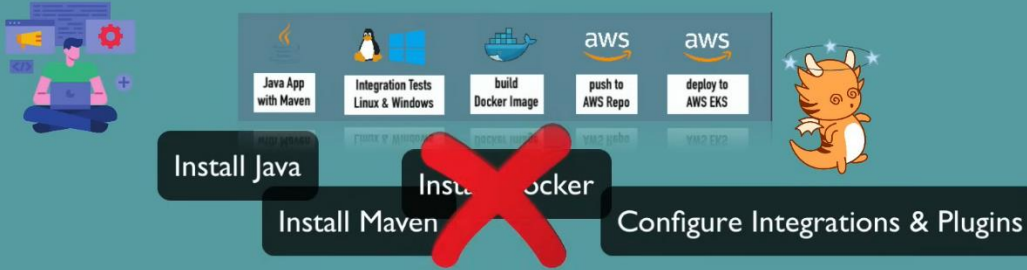 aws
aws
Java App
with Maven
Integration Tests
Linux & Windows
build
Docker Image
push to
AWS Repo
deploy to
AWS EKS
Install Java
Install Maven
Configure Integrations & Plugins